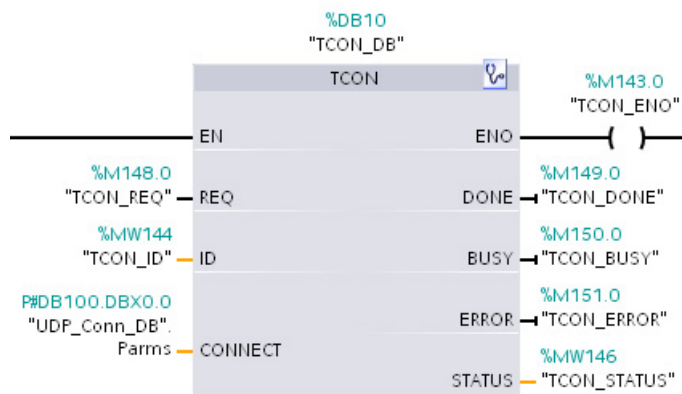 %DB10
"TCON_DB"
TCON
%M143.0
"TCON_ENO"
EN
ENO
%M148.0
"TCON_REQ"
REQ
%M149.0
DONE
"TCON_DONE"
%MW144
"TCON_ID"
ID
%M150.0
BUSY
"TCON_BUSY"
P#DB100.DBX0.0
"UDP_Conn_DB".
Parms
CONNECT
%M151.0
ERROR
"TCON_ERROR"
%MW146
STATUS
"TCON_STATUS"